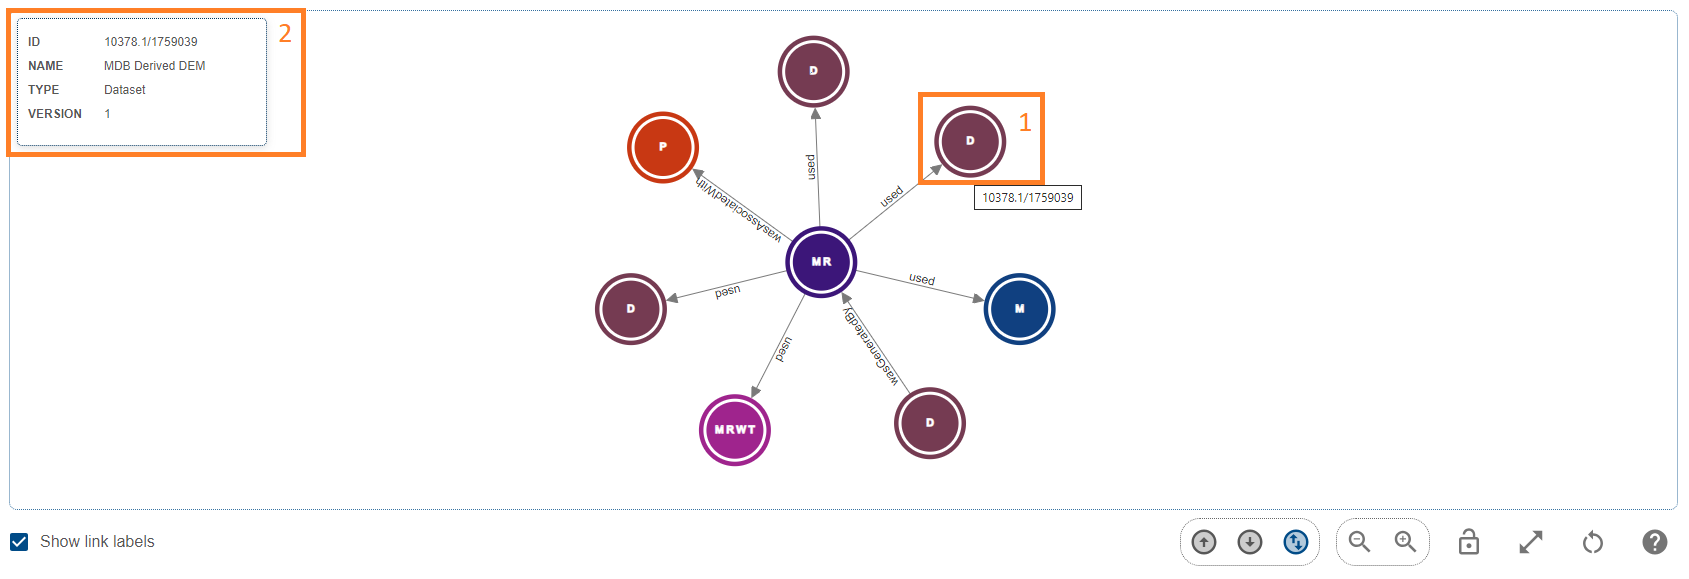 ID 10378.1/1759039
NAME MDB Derived DEM
TYPE Dataset
VERSION 1
2
D
P
D
1
10378.1/1759039
used
used
wasAssociatedWith
MR
used
D
used
M
used
wasGeneratedBy
MRWT
D
Show link labels
?